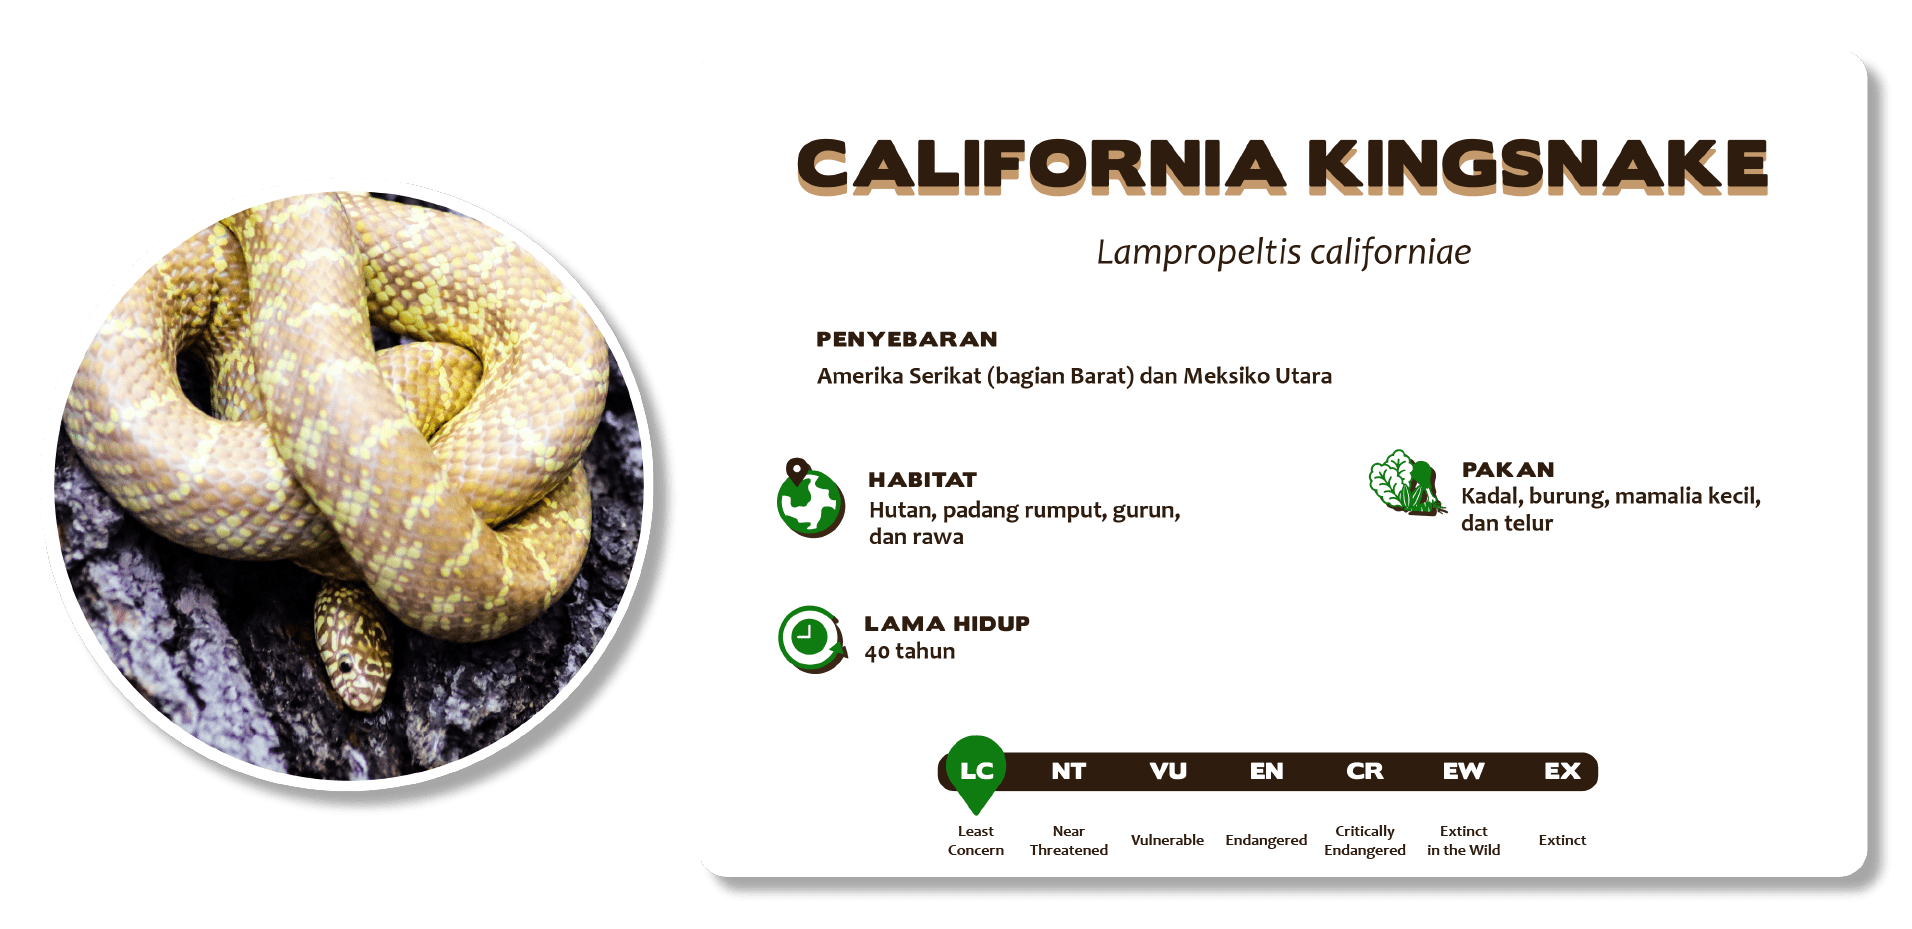 CALIFORNIA KINGSNAKE
Lampropeltis californiae
PENYEBARAN
Amerika Serikat (bagian Barat) dan Meksiko Utara
HABITAT
Hutan, padang rumput, gurun,
dan rawa
PAKAN
Kadal, burung, mamalia kecil,
dan telur
LAMA HIDUP
40 tahun
LC NT VU EN CR EW EX
Least Concern
Near Threatened
Vulnerable
Endangered
Critically Endangered
Extinct in the Wild
Extinct